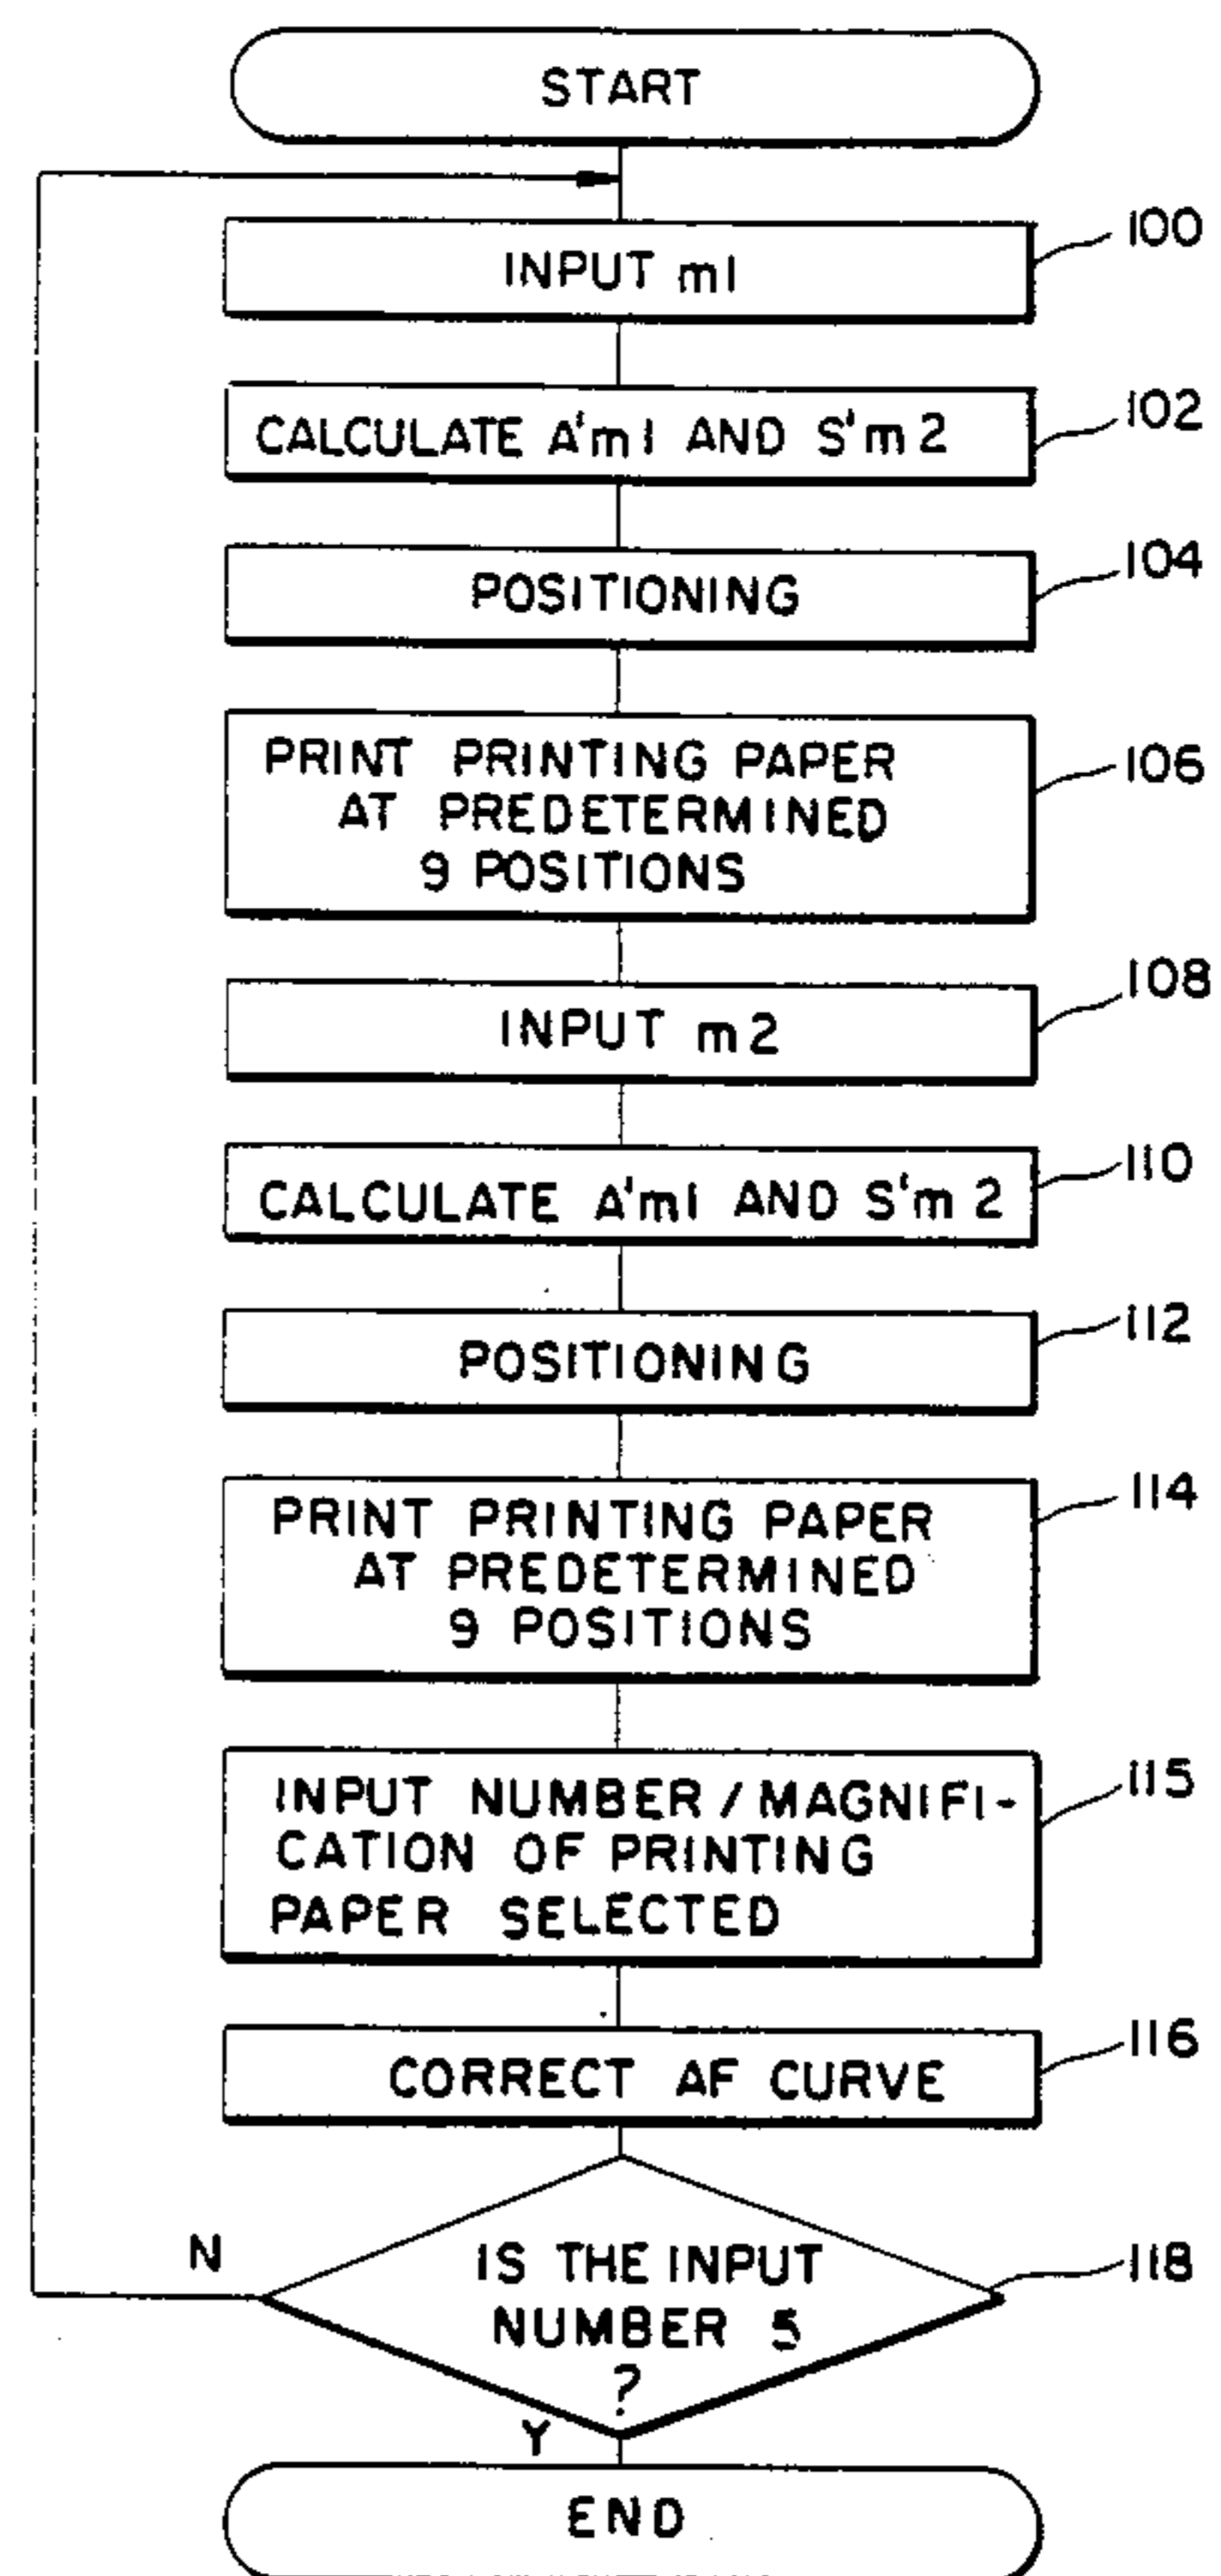 START
INPUT m1
100
CALCULATE A'm1 AND S'm2
102
POSITIONING
104
PRINT PRINTING PAPER
AT PREDETERMINED
9 POSITIONS
106
INPUT m2
108
CALCULATE A'm1 AND S'm2
110
POSITIONING
112
PRINT PRINTING PAPER
AT PREDETERMINED
9 POSITIONS
114
INPUT NUMBER / MAGNIFI-
CATION OF PRINTING
PAPER SELECTED
115
CORRECT AF CURVE
116
N
IS THE INPUT
NUMBER 5
?
118
Y
END